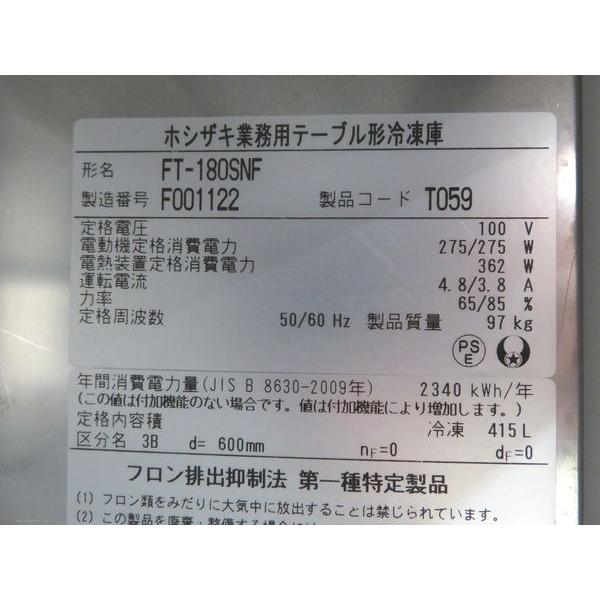 ホシザキ業務用テーブル形冷凍庫
形名 FT-180SNF
製造番号 F001122 製品コード T059
定格電圧 100 V
電動機定格消費電力 275/275 W
電熱装置定格消費電力 362 W
運転電流 4.8/3.8 A
力率 65/85 %
定格周波数 50/60 Hz 製品質量 97 kg
PS E
年間消費電力量(JIS B 8630-2009年) 2340 kWh/年
(この値は付加機能のない場合です。値は付加機能により増加します。)
定格内容積 冷凍 415 L
区分名 3B d= 600mm nF=0 dF=0
フロン排出抑制法 第一種特定製品
(1) フロン類をみだりに大気中に放出することは禁じられています。
(2) この製品を廃棄・整備する場合には